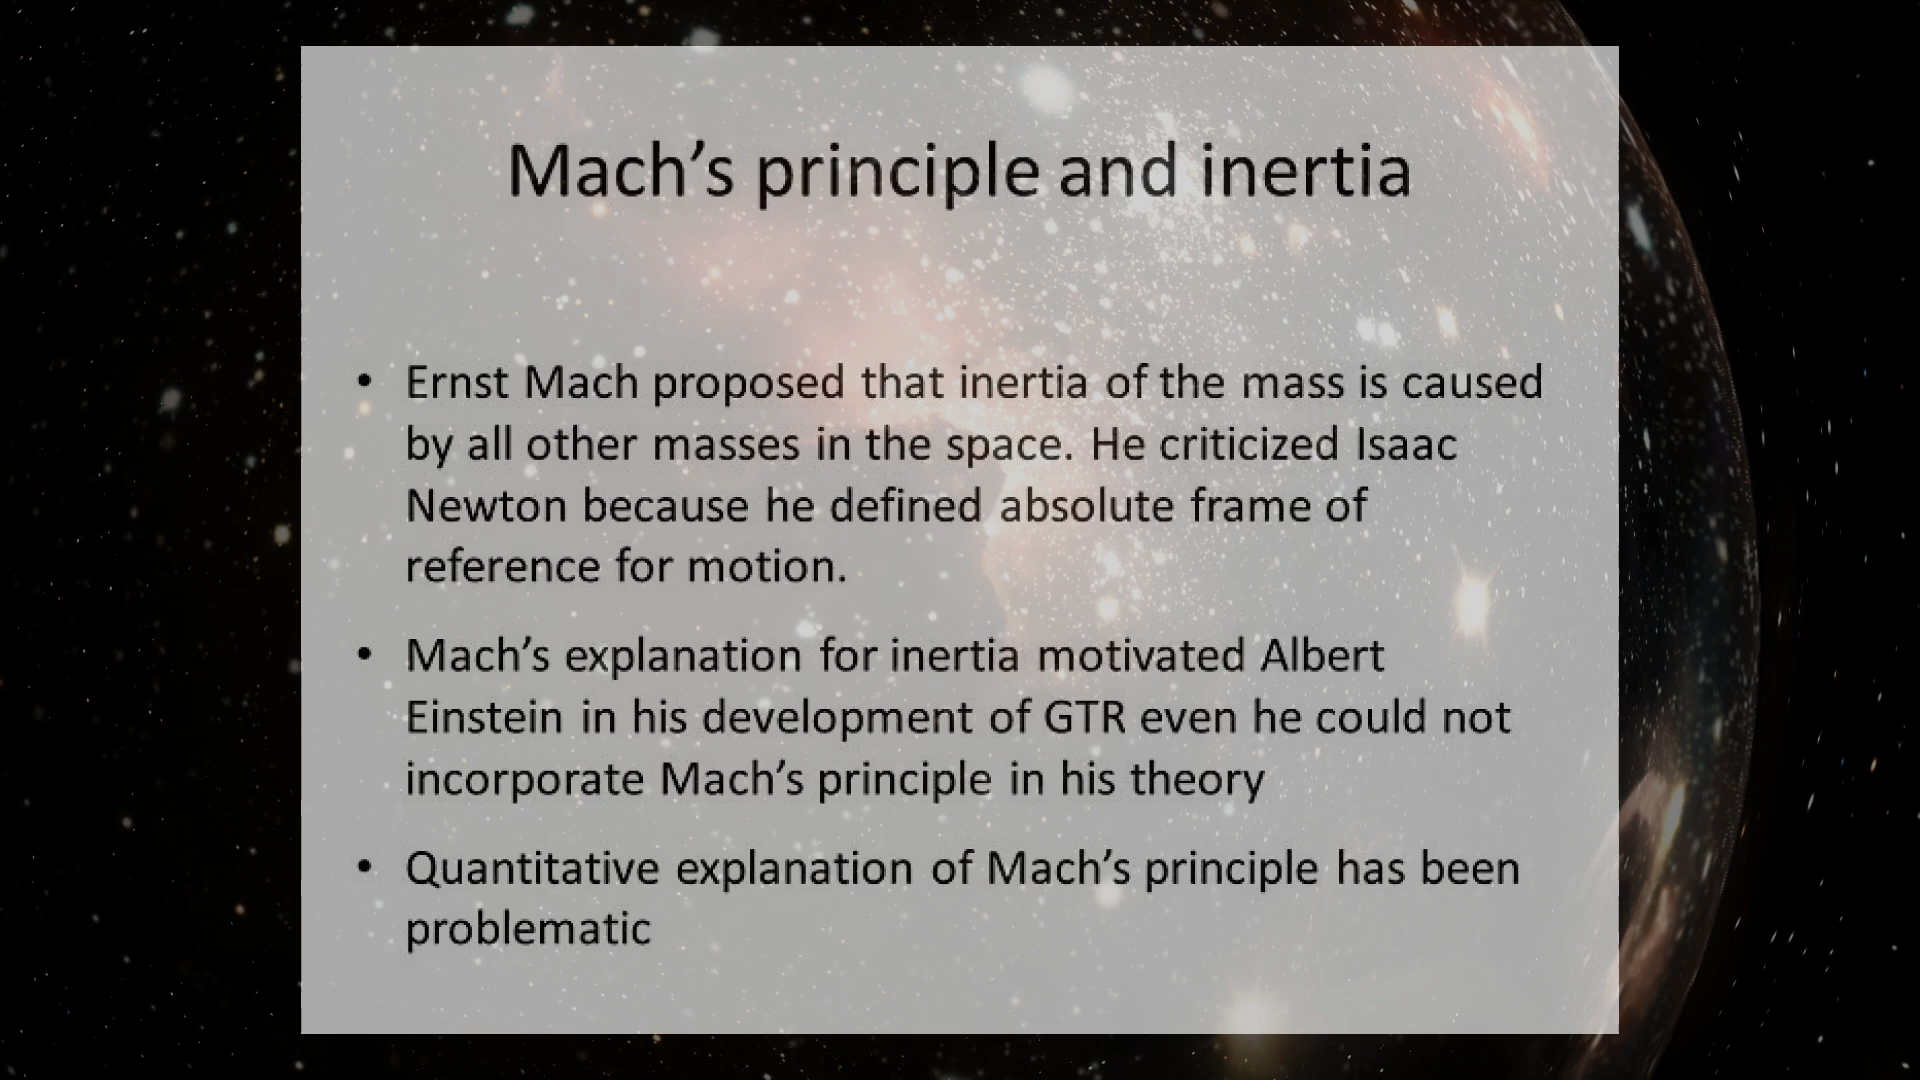 Mach’s principle and inertia
• Ernst Mach proposed that inertia of the mass is caused
by all other masses in the space. He criticized Isaac
Newton because he defined absolute frame of
reference for motion.
• Mach’s explanation for inertia motivated Albert
Einstein in his development of GTR even he could not
incorporate Mach’s principle in his theory
• Quantitative explanation of Mach’s principle has been
problematic